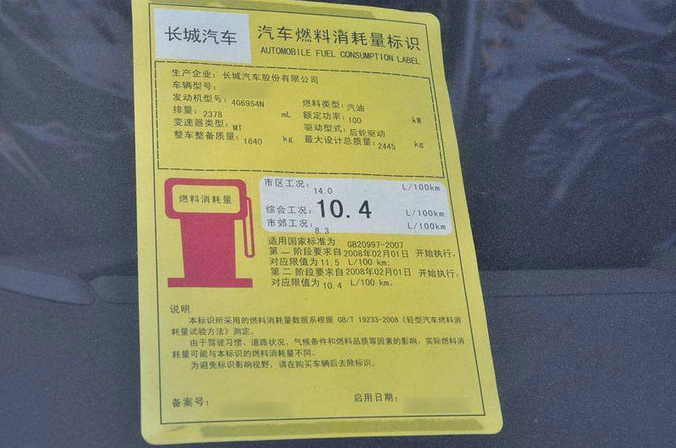 长城汽车
汽车燃料消耗量标识
AUTOMOBILE FUEL CONSUMPTION LABEL
生产企业: 长城汽车股份有限公司
车辆型号:
发动机型号: 4G69S4N 燃料类型: 汽油
排量: 2378 mL 额定功率: 100 kW
变速器类型: MT 驱动型式: 后轮驱动
整车整备质量: 1640 kg 最大设计总质量: 2445 kg
燃料消耗量
市区工况: 14.0 L/100km
综合工况: 10.4 L/100km
市郊工况: 8.3 L/100km
适用国家标准为 GB20997-2007
第一阶段要求自2008年02月01日 开始执行,
对应限值为11.5 L/100 km;
第二阶段要求自2008年02月01日 开始执行,
对应限值为 10.4 L/100 km.
说明
本标识所采用的燃料消耗量数据系根据 GB/T 19233-2008《轻型汽车燃料消
耗量试验方法》测定。
由于驾驶习惯、道路状况、气候条件和燃料品质等因素的影响, 实际燃料消
耗量可能与本标识的燃料消耗量不同。
为避免标识影响视野, 请在购买车辆后去除标识。
备案号: 启用日期: